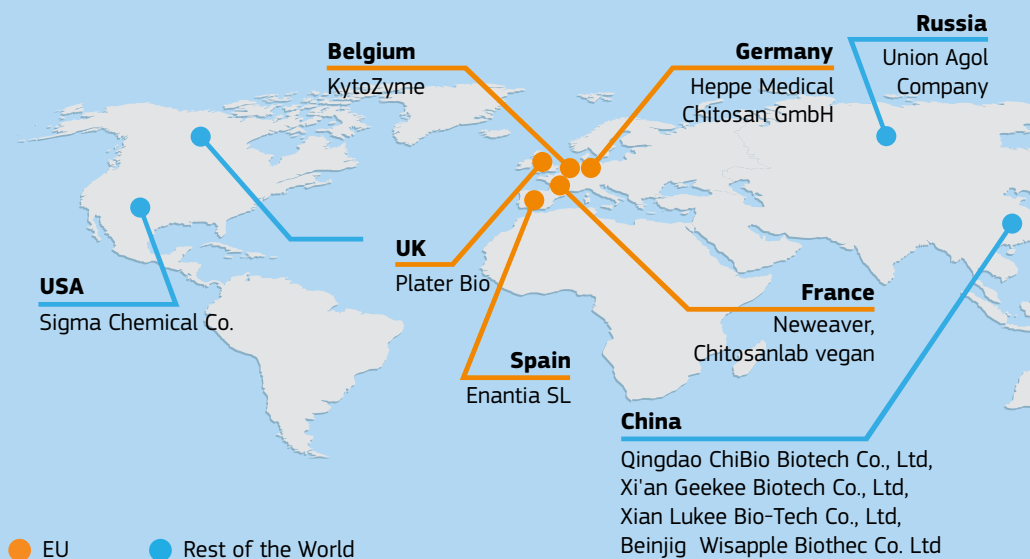 Russia
Union Agol
Company
Belgium
KytoZyme
Germany
Heppe Medical
Chitosan GmbH
UK
Plater Bio
USA
Sigma Chemical Co.
France
Neweaver,
Chitosanlab vegan
Spain
Enantia SL
China
Qingdao ChiBio Biotech Co., Ltd,
Xi'an Geekee Biotech Co., Ltd,
Xian Lukee Bio-Tech Co., Ltd,
Beinjig  Wisapple Biothec Co. Ltd
EU
Rest of the World